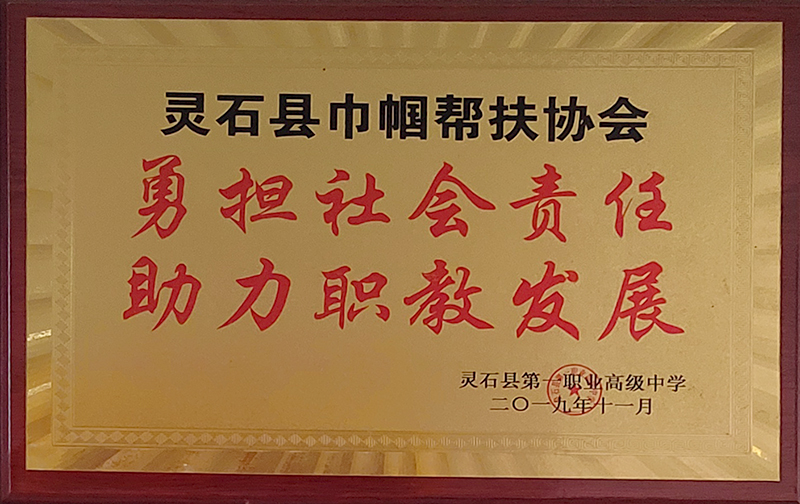 灵石县巾帼帮扶协会
勇担社会责任
助力职教发展
灵石县第一职业高级中学
二〇一九年十一月